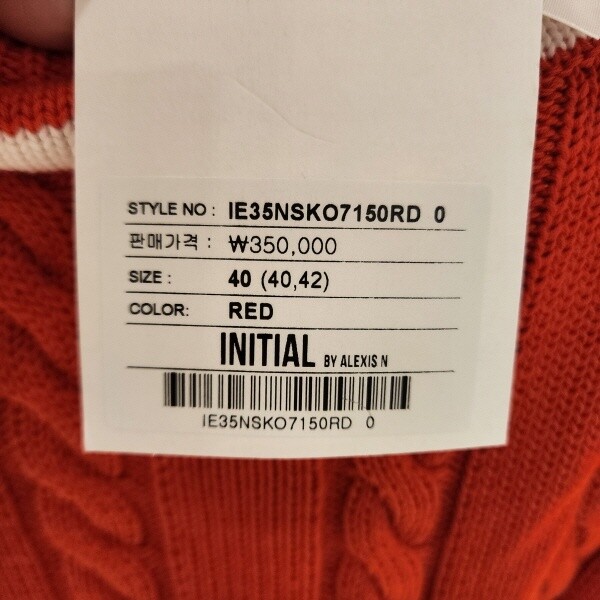 STYLE NO : IE35NSKO7150RD 0
판매가격 : ₩350,000
SIZE : 40 (40,42)
COLOR: RED
INITIAL BY ALEXIS N
IE35NSKO7150RD 0